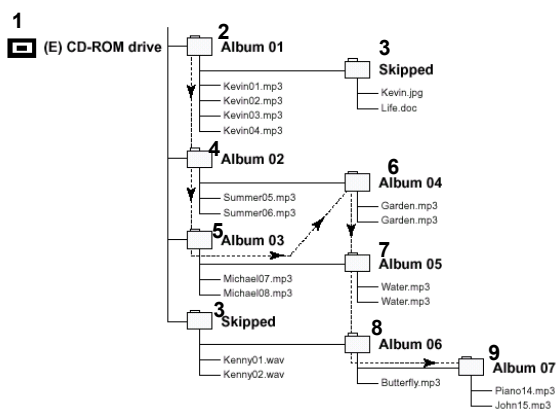 1
(E) CD-ROM drive
2
Album 01
Kevin01.mp3
Kevin02.mp3
Kevin03.mp3
Kevin04.mp3
3
Skipped
Kevin.jpg
Life.doc
4
Album 02
Summer05.mp3
Summer06.mp3
6
Album 04
Garden.mp3
Garden.mp3
5
Album 03
Michael07.mp3
Michael08.mp3
7
Album 05
Water.mp3
Water.mp3
3
Skipped
Kenny01.wav
Kenny02.wav
8
Album 06
Butterfly.mp3
9
Album 07
Piano14.mp3
John15.mp3